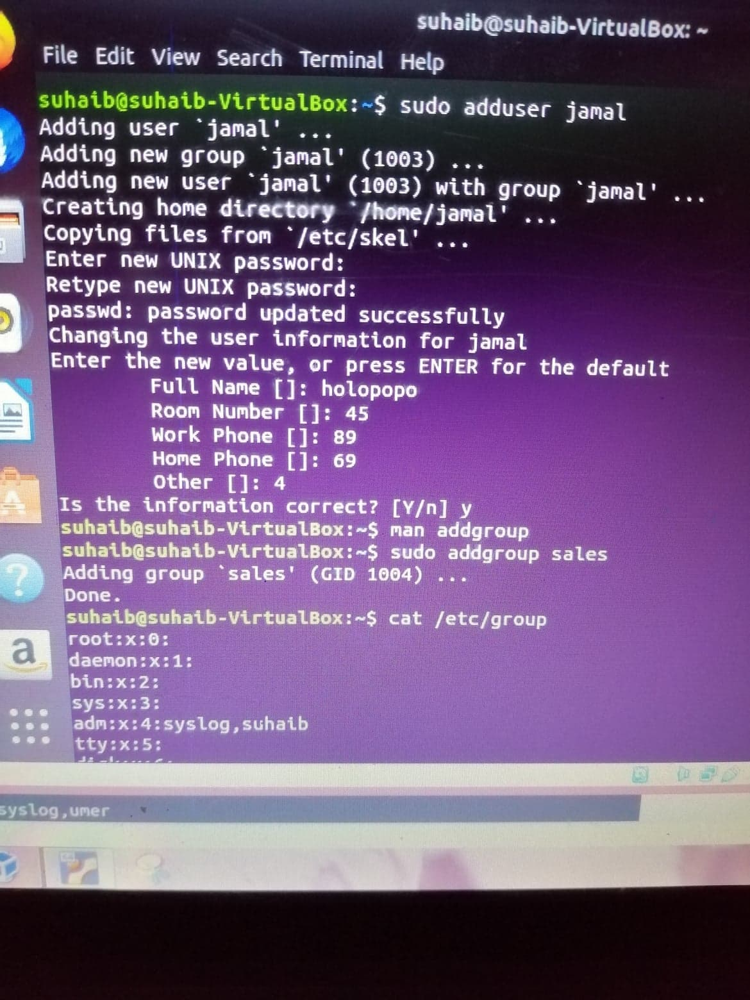 suhaib@suhaib-VirtualBox: ~
File Edit View Search Terminal Help
suhaib@suhaib-VirtualBox:~$ sudo adduser jamal
Adding user `jamal' ...
Adding new group `jamal' (1003) ...
Adding new user `jamal' (1003) with group `jamal' ...
Creating home directory `/home/jamal' ...
Copying files from `/etc/skel' ...
Enter new UNIX password:
Retype new UNIX password:
passwd: password updated successfully
Changing the user information for jamal
Enter the new value, or press ENTER for the default
Full Name []: holopopo
Room Number []: 45
Work Phone []: 89
Home Phone []: 69
Other []: 4
Is the information correct? [Y/n] y
suhaib@suhaib-VirtualBox:~$ man addgroup
suhaib@suhaib-VirtualBox:~$ sudo addgroup sales
Adding group `sales' (GID 1004) ...
Done.
suhaib@suhaib-VirtualBox:~$ cat /etc/group
root:x:0:
daemon:x:1:
bin:x:2:
sys:x:3:
adm:x:4:syslog,suhaib
tty:x:5:
syslog,umer